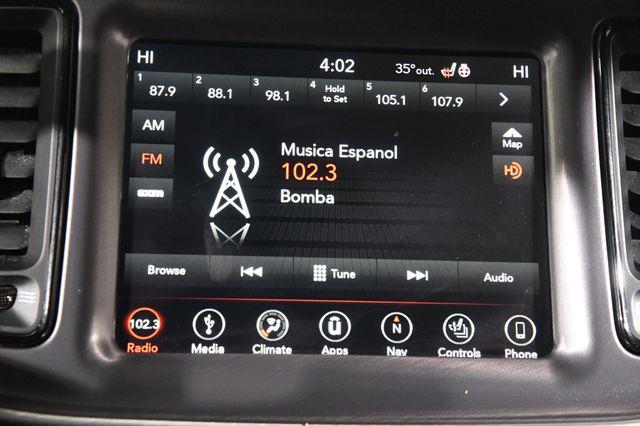 HI 4:02 35°out. HI
1 87.9 2 88.1 3 98.1 4 Hold to Set 5 105.1 6 107.9
AM
FM
sxm
Musica Espanol
102.3
Bomba
Map
HD
Browse Tune Audio
102.3 N
Radio Media Climate Apps Nav Controls Phone